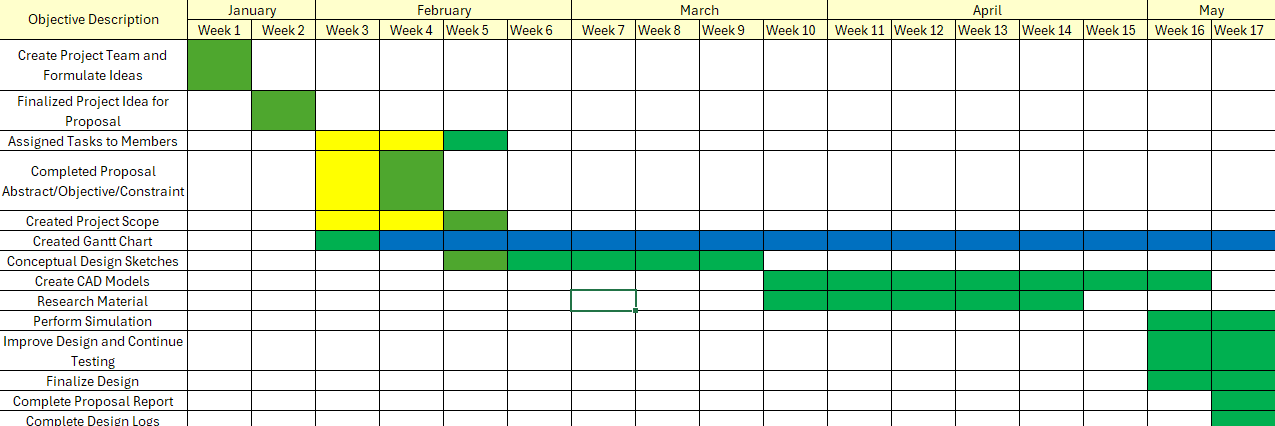 Objective Description
January February March April May
Week 1 Week 2 Week 3 Week 4 Week 5 Week 6 Week 7 Week 8 Week 9 Week 10 Week 11 Week 12 Week 13 Week 14 Week 15 Week 16 Week 17
Create Project Team and
Formulate Ideas
Finalized Project Idea for
Proposal
Assigned Tasks to Members
Completed Proposal
Abstract/Objective/Constraint
Created Project Scope
Created Gantt Chart
Conceptual Design Sketches
Create CAD Models
Research Material
Perform Simulation
Improve Design and Continue
Testing
Finalize Design
Complete Proposal Report
Complete Design Logs